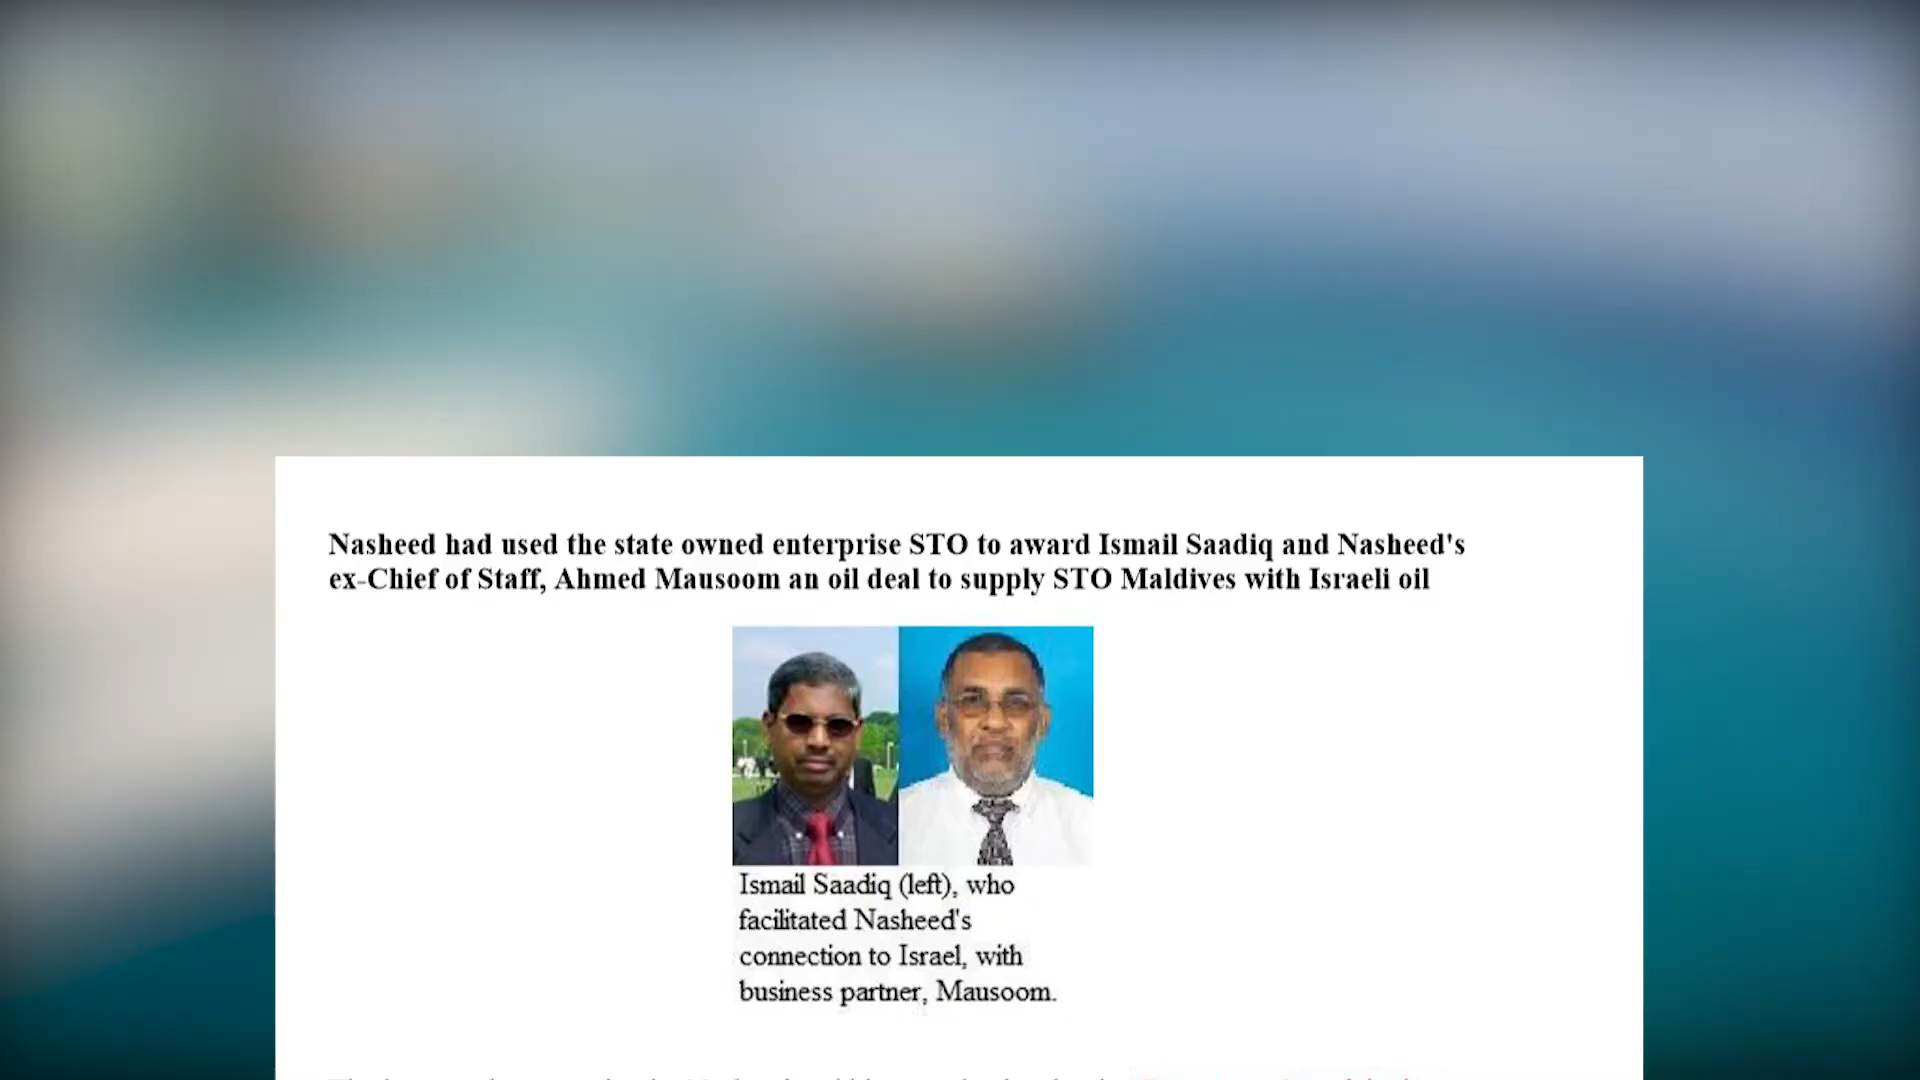 Nasheed had used the state owned enterprise STO to award Ismail Saadiq and Nasheed's
ex-Chief of Staff, Ahmed Mausoom an oil deal to supply STO Maldives with Israeli oil
Ismail Saadiq (left), who
facilitated Nasheed's
connection to Israel, with
business partner, Mausoom.